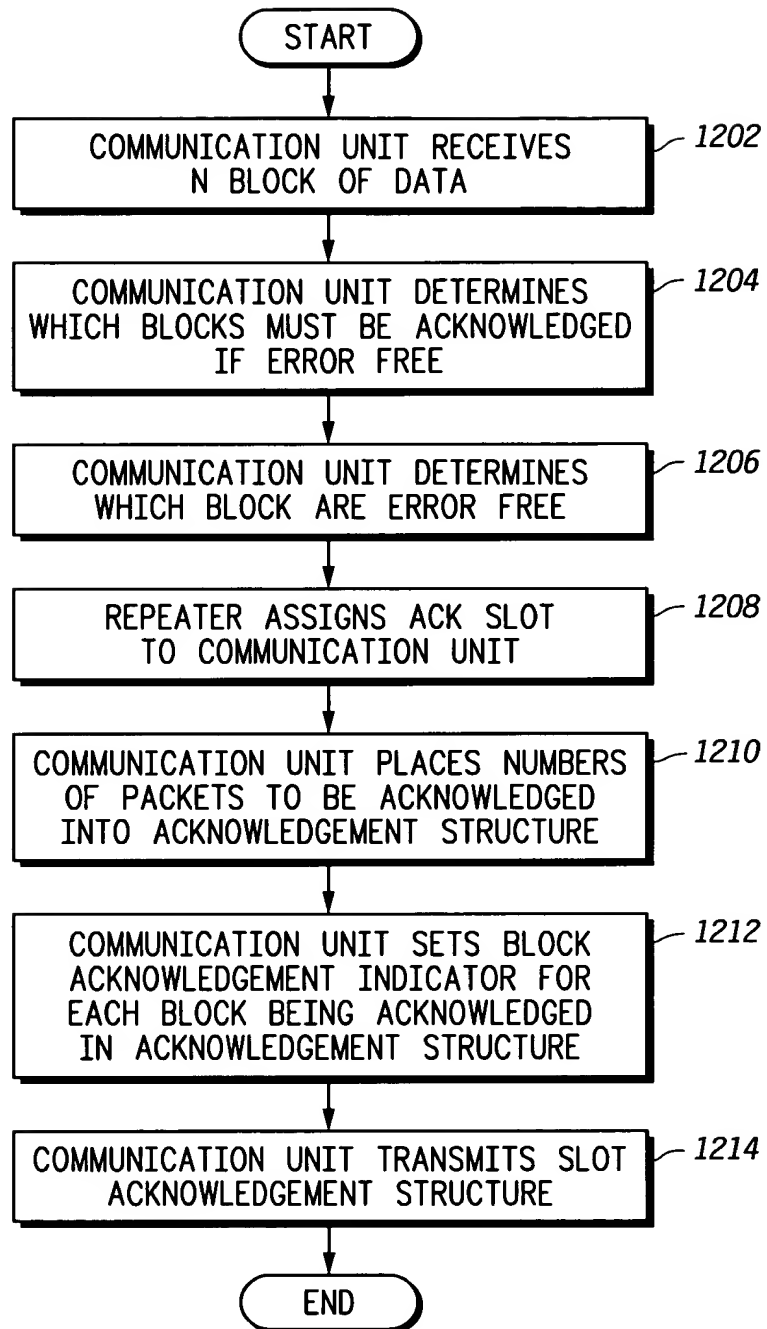 START
COMMUNICATION UNIT RECEIVES
N BLOCK OF DATA
1202
COMMUNICATION UNIT DETERMINES
WHICH BLOCKS MUST BE ACKNOWLEDGED
IF ERROR FREE
1204
COMMUNICATION UNIT DETERMINES
WHICH BLOCK ARE ERROR FREE
1206
REPEATER ASSIGNS ACK SLOT
TO COMMUNICATION UNIT
1208
COMMUNICATION UNIT PLACES NUMBERS
OF PACKETS TO BE ACKNOWLEDGED
INTO ACKNOWLEDGEMENT STRUCTURE
1210
COMMUNICATION UNIT SETS BLOCK
ACKNOWLEDGEMENT INDICATOR FOR
EACH BLOCK BEING ACKNOWLEDGED
IN ACKNOWLEDGEMENT STRUCTURE
1212
COMMUNICATION UNIT TRANSMITS SLOT
ACKNOWLEDGEMENT STRUCTURE
1214
END